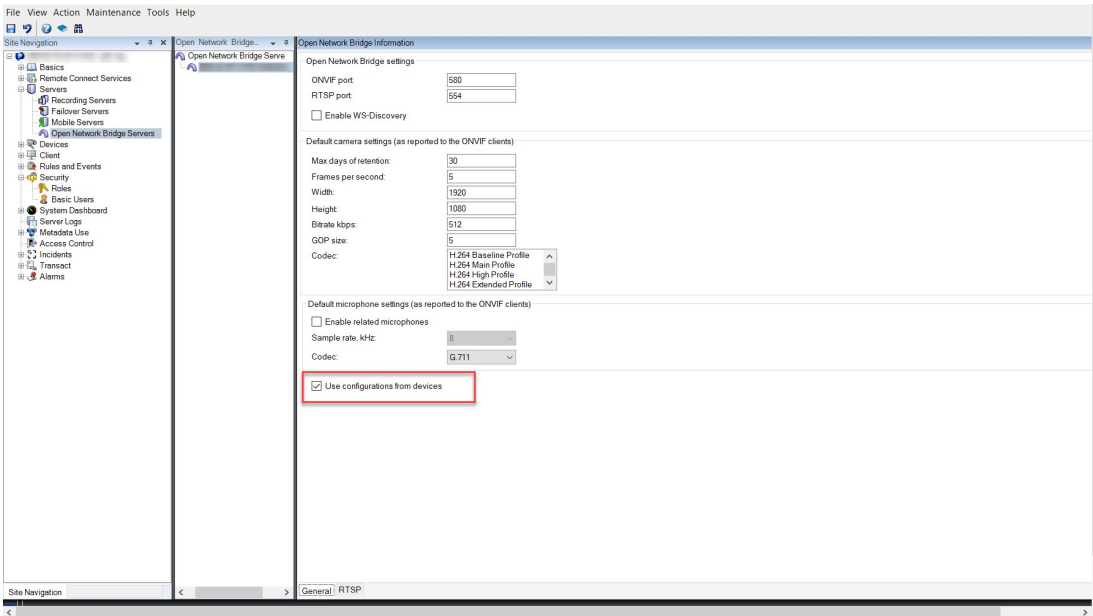 File View Action Maintenance Tools Help
Site Navigation
Basics
Remote Connect Services
Servers
Recording Servers
Failover Servers
Mobile Servers
Open Network Bridge Servers
Devices
Client
Rules and Events
Security
Roles
Basic Users
System Dashboard
Server Logs
Metadata Use
Access Control
Incidents
Transact
Alarms
Site Navigation
Open Network Bridge...
Open Network Bridge Serve
Open Network Bridge Information
Open Network Bridge settings
ONVIF port: 580
RTSP port: 554
Enable WS-Discovery
Default camera settings (as reported to the ONVIF clients)
Max days of retention: 30
Frames per second: 5
Width: 1920
Height: 1080
Bitrate kbps: 512
GOP size: 5
Codec: H.264 Baseline Profile
H.264 Main Profile
H.264 High Profile
H.264 Extended Profile
Default microphone settings (as reported to the ONVIF clients)
Enable related microphones
Sample rate, kHz: 8
Codec: G.711
Use configurations from devices
General RTSP